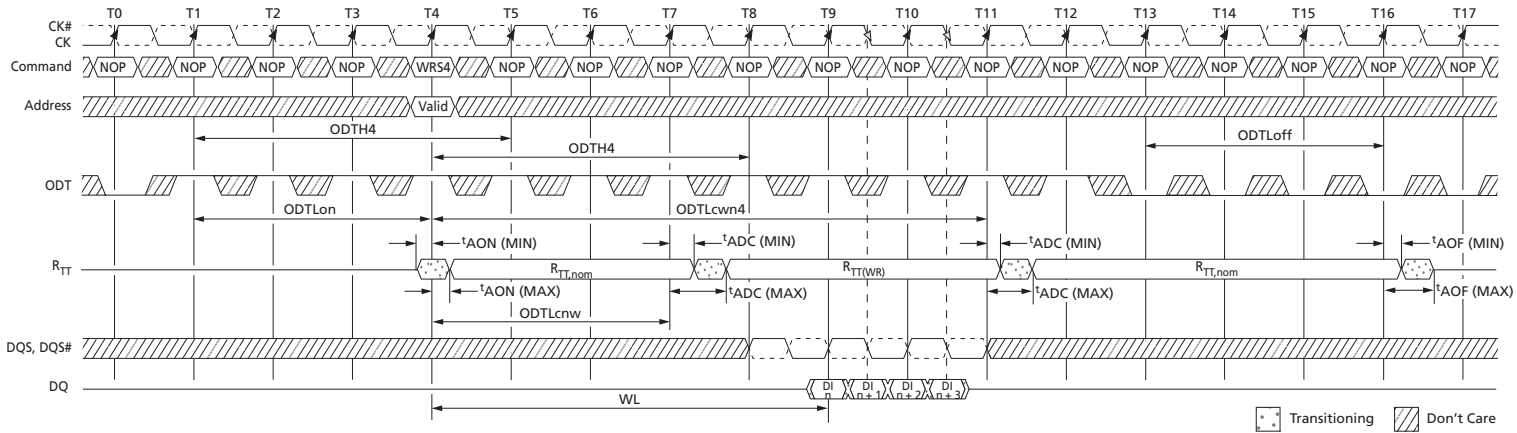 T0 T1 T2 T3 T4 T5 T6 T7 T8 T9 T10 T11 T12 T13 T14 T15 T16 T17
CK#
CK
Command NOP NOP NOP NOP WRS4 NOP NOP NOP NOP NOP NOP NOP NOP NOP NOP NOP NOP NOP
Address Valid
ODTH4 ODTLoff
ODTH4
ODT
ODTLon ODTLcwn4
tAON (MIN) tADC (MIN) tADC (MIN) tAOF (MIN)
RTT RTT,nom RTT(WR) RTT,nom
tAON (MAX) tADC (MAX) tADC (MAX) tAOF (MAX)
ODTLcnw
DQS, DQS#
DQ DI n DI n + 1 DI n + 2 DI n + 3
WL
Transitioning Don't Care